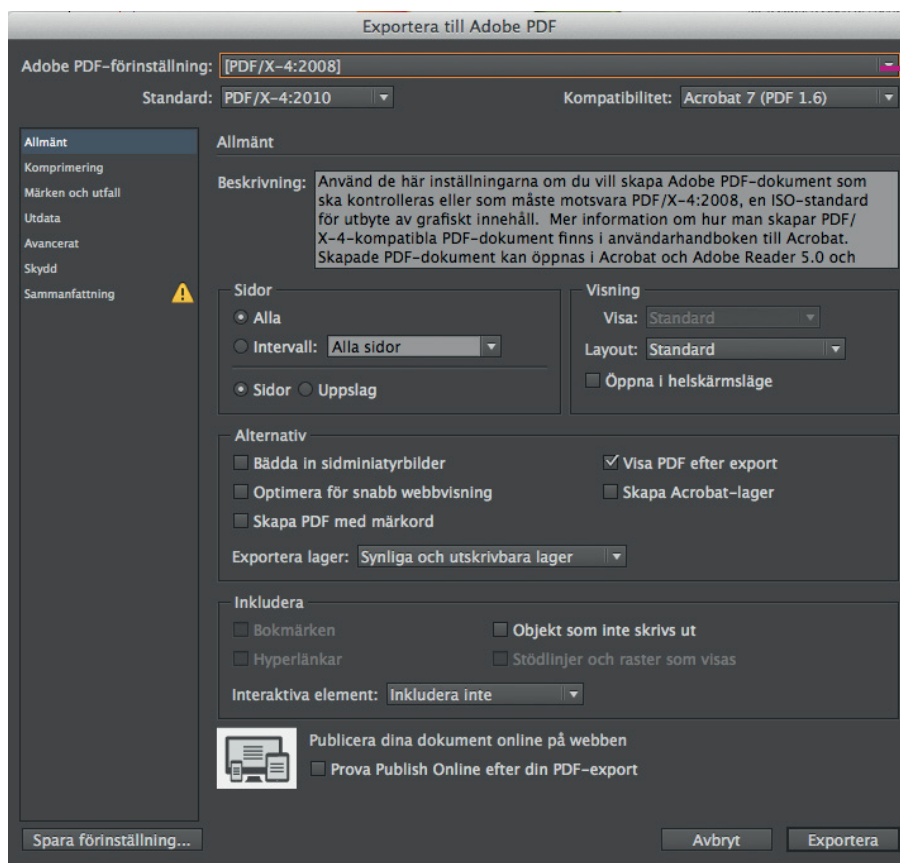 Exportera till Adobe PDF
Adobe PDF-förinställning: [PDF/X-4:2008]
Standard: PDF/X-4:2010 Kompatibilitet: Acrobat 7 (PDF 1.6)
Allmänt
Komprimering
Märken och utfall
Utdata
Avancerat
Skydd
Sammanfattning
Allmänt
Beskrivning: Använd de här inställningarna om du vill skapa Adobe PDF-dokument som
ska kontrolleras eller som måste motsvara PDF/X-4:2008, en ISO-standard
för utbyte av grafiskt innehåll. Mer information om hur man skapar PDF/
X-4-kompatibla PDF-dokument finns i användarhandboken till Acrobat.
Skapade PDF-dokument kan öppnas i Acrobat och Adobe Reader 5.0 och
Sidor
Alla
Intervall: Alla sidor
Sidor Uppslag
Visning
Visa: Standard
Layout: Standard
Öppna i helskärmsläge
Alternativ
Bädda in sidminiatyrbilder Visa PDF efter export
Optimera för snabb webbvisning Skapa Acrobat-lager
Skapa PDF med märkord
Exportera lager: Synliga och utskrivbara lager
Inkludera
Bokmärken Objekt som inte skrivs ut
Hyperlänkar Stödlinjer och raster som visas
Interaktiva element: Inkludera inte
Publicera dina dokument online på webben
Prova Publish Online efter din PDF-export
Spara förinställning... Avbryt Exportera